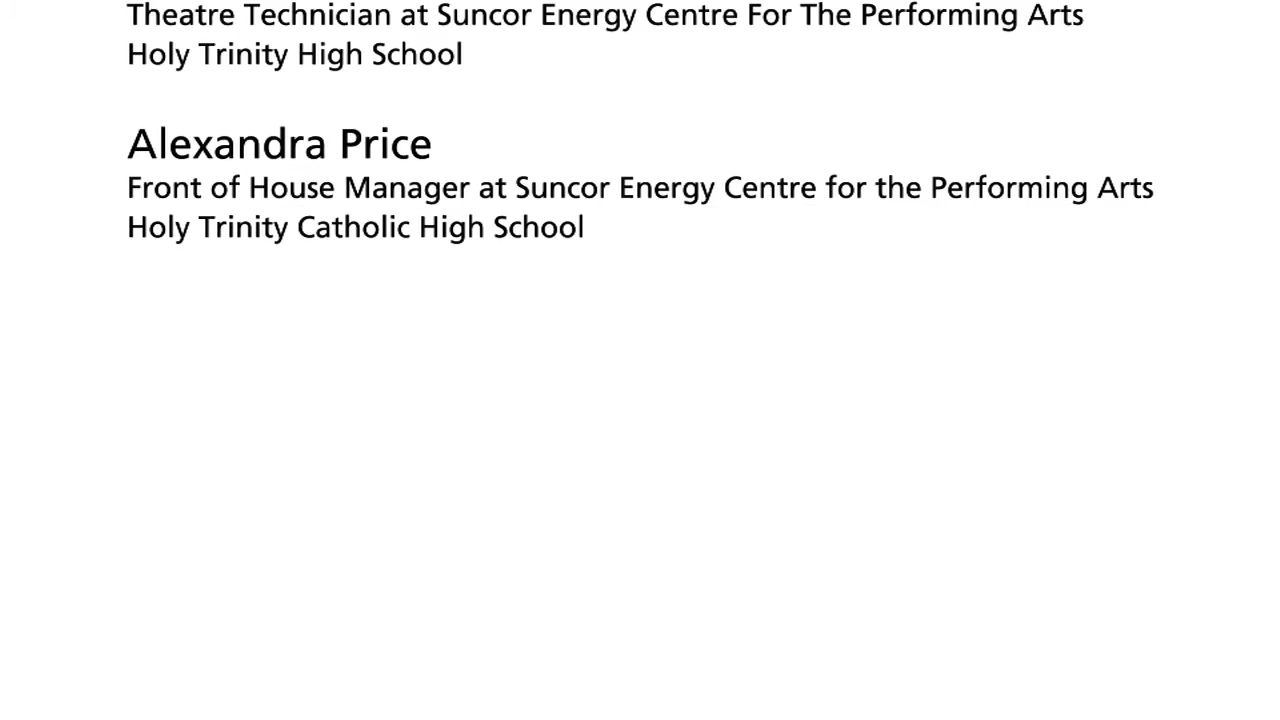 Theatre Technician at Suncor Energy Centre For The Performing Arts
Holy Trinity High School
Alexandra Price
Front of House Manager at Suncor Energy Centre for the Performing Arts
Holy Trinity Catholic High School